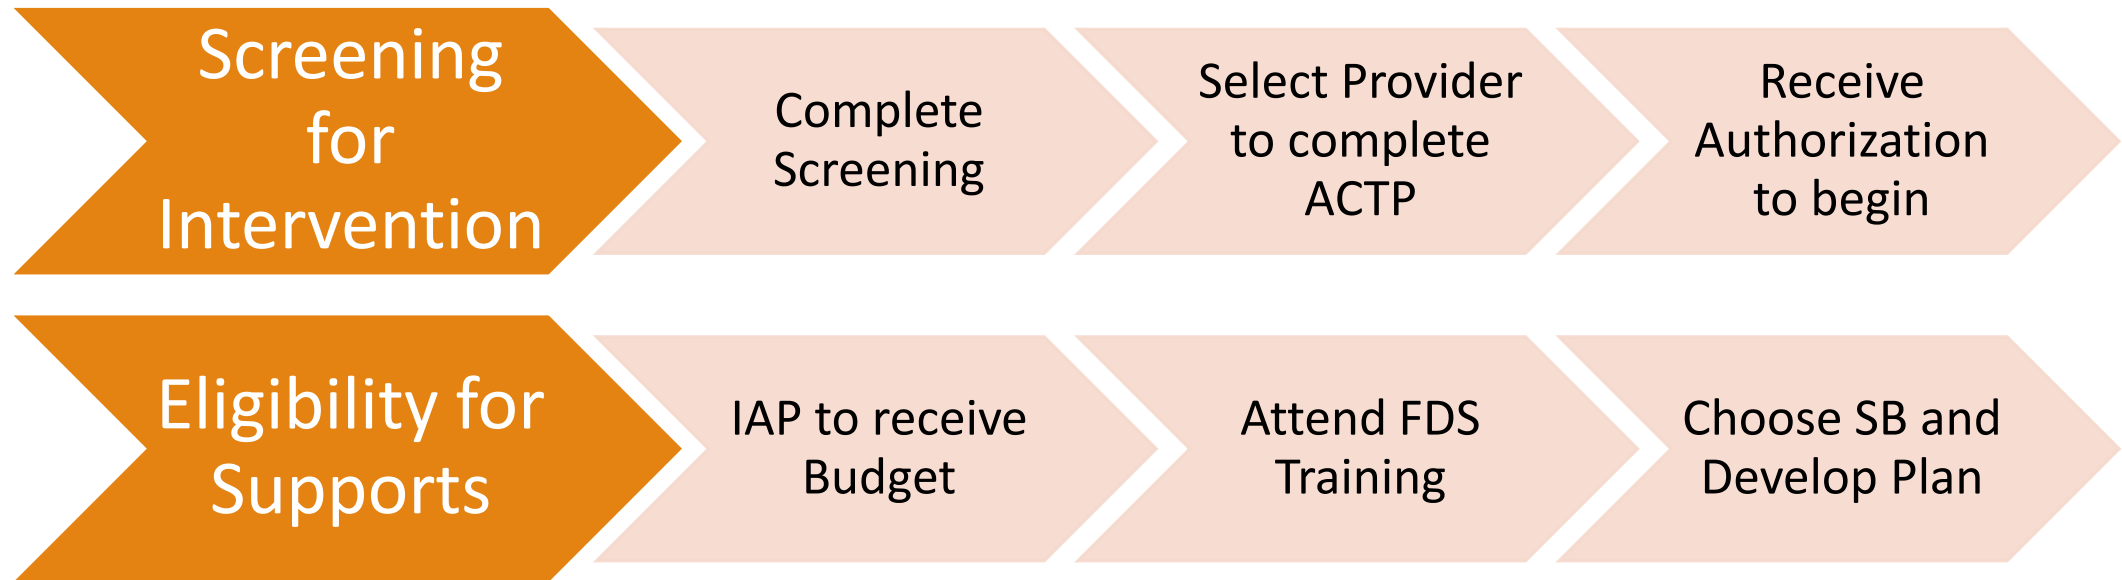 Screening
for
Intervention
Complete
Screening
Select Provider
to complete
ACTP
Receive
Authorization
to begin
Eligibility for
Supports
IAP to receive
Budget
Attend FDS
Training
Choose SB and
Develop Plan